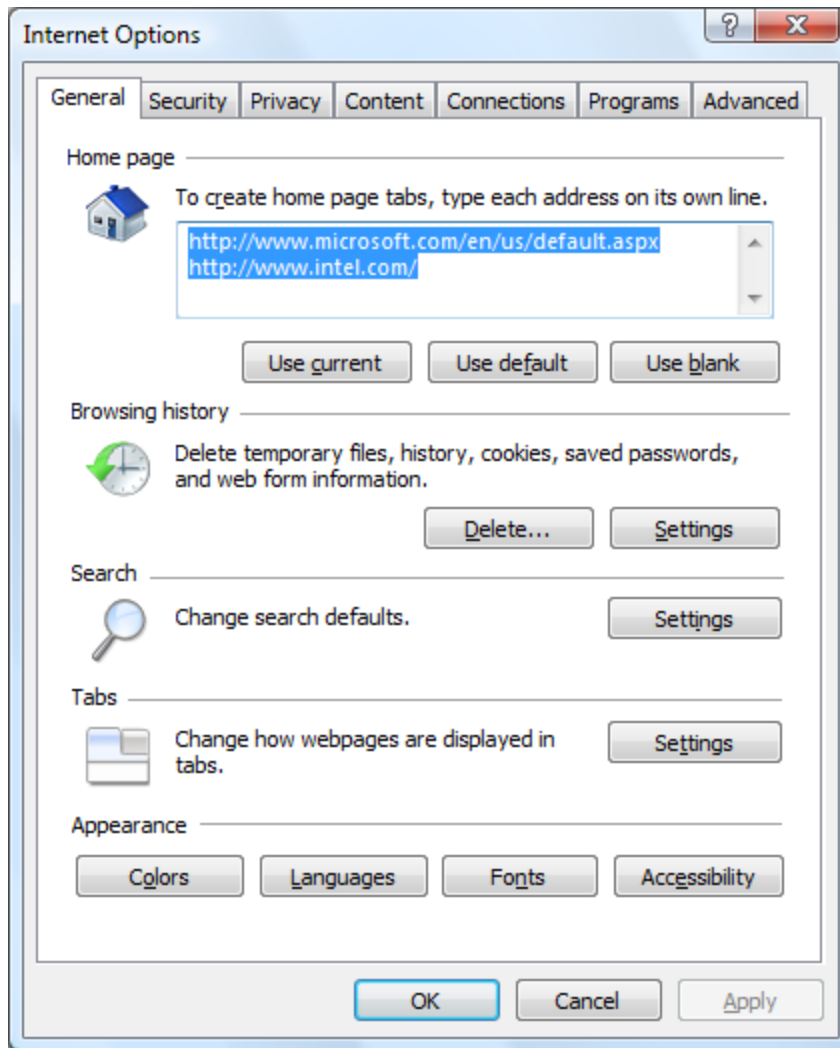 Internet Options
General Security Privacy Content Connections Programs Advanced
Home page
To create home page tabs, type each address on its own line.
http://www.microsoft.com/en/us/default.aspx
http://www.intel.com/
Use current Use default Use blank
Browsing history
Delete temporary files, history, cookies, saved passwords,
and web form information.
Delete... Settings
Search
Change search defaults. Settings
Tabs
Change how webpages are displayed in
tabs.
Settings
Appearance
Colors Languages Fonts Accessibility
OK Cancel Apply